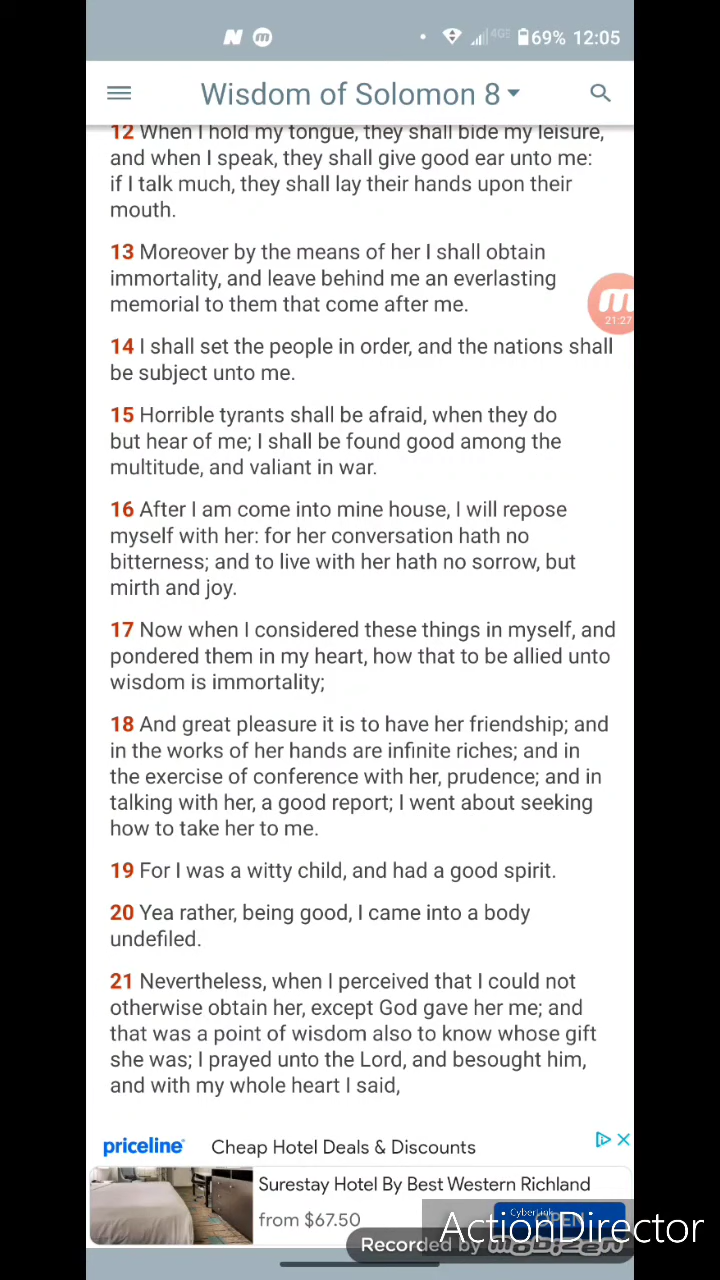 4GE 69% 12:05
Wisdom of Solomon 8
12 When I hold my tongue, they shall bide my leisure,
and when I speak, they shall give good ear unto me:
if I talk much, they shall lay their hands upon their
mouth.
13 Moreover by the means of her I shall obtain
immortality, and leave behind me an everlasting
memorial to them that come after me.
21:27
14 I shall set the people in order, and the nations shall
be subject unto me.
15 Horrible tyrants shall be afraid, when they do
but hear of me; I shall be found good among the
multitude, and valiant in war.
16 After I am come into mine house, I will repose
myself with her: for her conversation hath no
bitterness; and to live with her hath no sorrow, but
mirth and joy.
17 Now when I considered these things in myself, and
pondered them in my heart, how that to be allied unto
wisdom is immortality;
18 And great pleasure it is to have her friendship; and
in the works of her hands are infinite riches; and in
the exercise of conference with her, prudence; and in
talking with her, a good report; I went about seeking
how to take her to me.
19 For I was a witty child, and had a good spirit.
20 Yea rather, being good, I came into a body
undefiled.
21 Nevertheless, when I perceived that I could not
otherwise obtain her, except God gave her me; and
that was a point of wisdom also to know whose gift
she was; I prayed unto the Lord, and besought him,
and with my whole heart I said,
priceline Cheap Hotel Deals & Discounts
Surestay Hotel By Best Western Richland
from $67.50
OPEN
CyberLink
ActionDirector
Recorded by mobizen